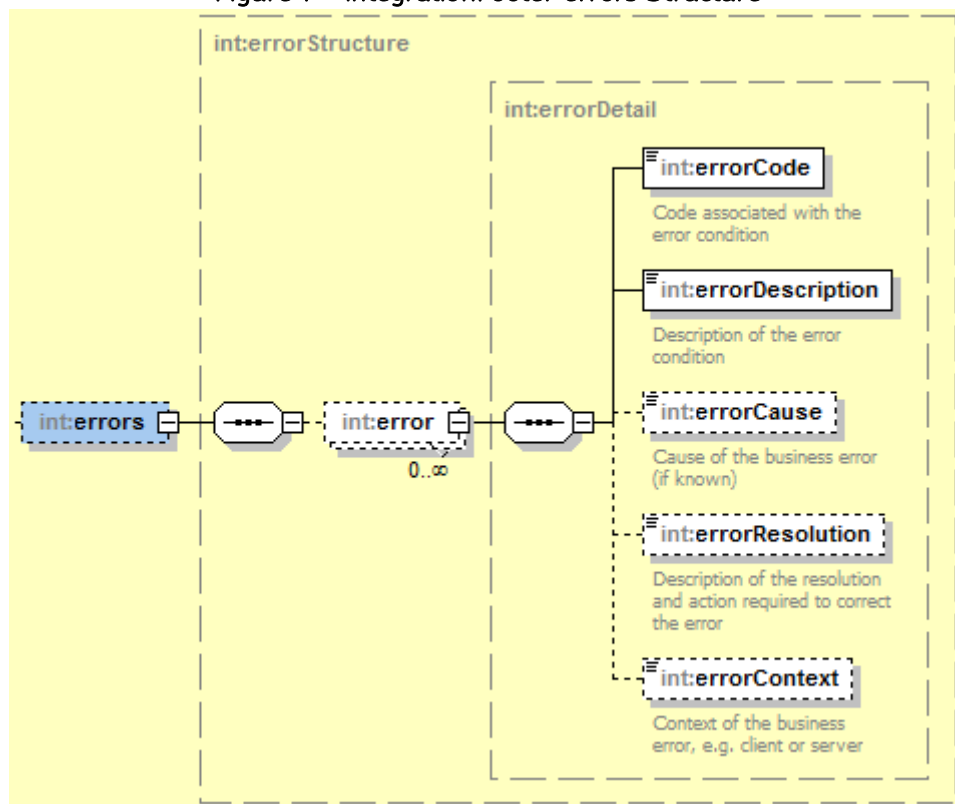 int:errorStructure
int:errorDetail
int:errorCode
Code associated with the
error condition
int:errorDescription
Description of the error
condition
int:errors
int:error
0..∞
int:errorCause
Cause of the business error
(if known)
int:errorResolution
Description of the resolution
and action required to correct
the error
int:errorContext
Context of the business
error, e.g. client or server